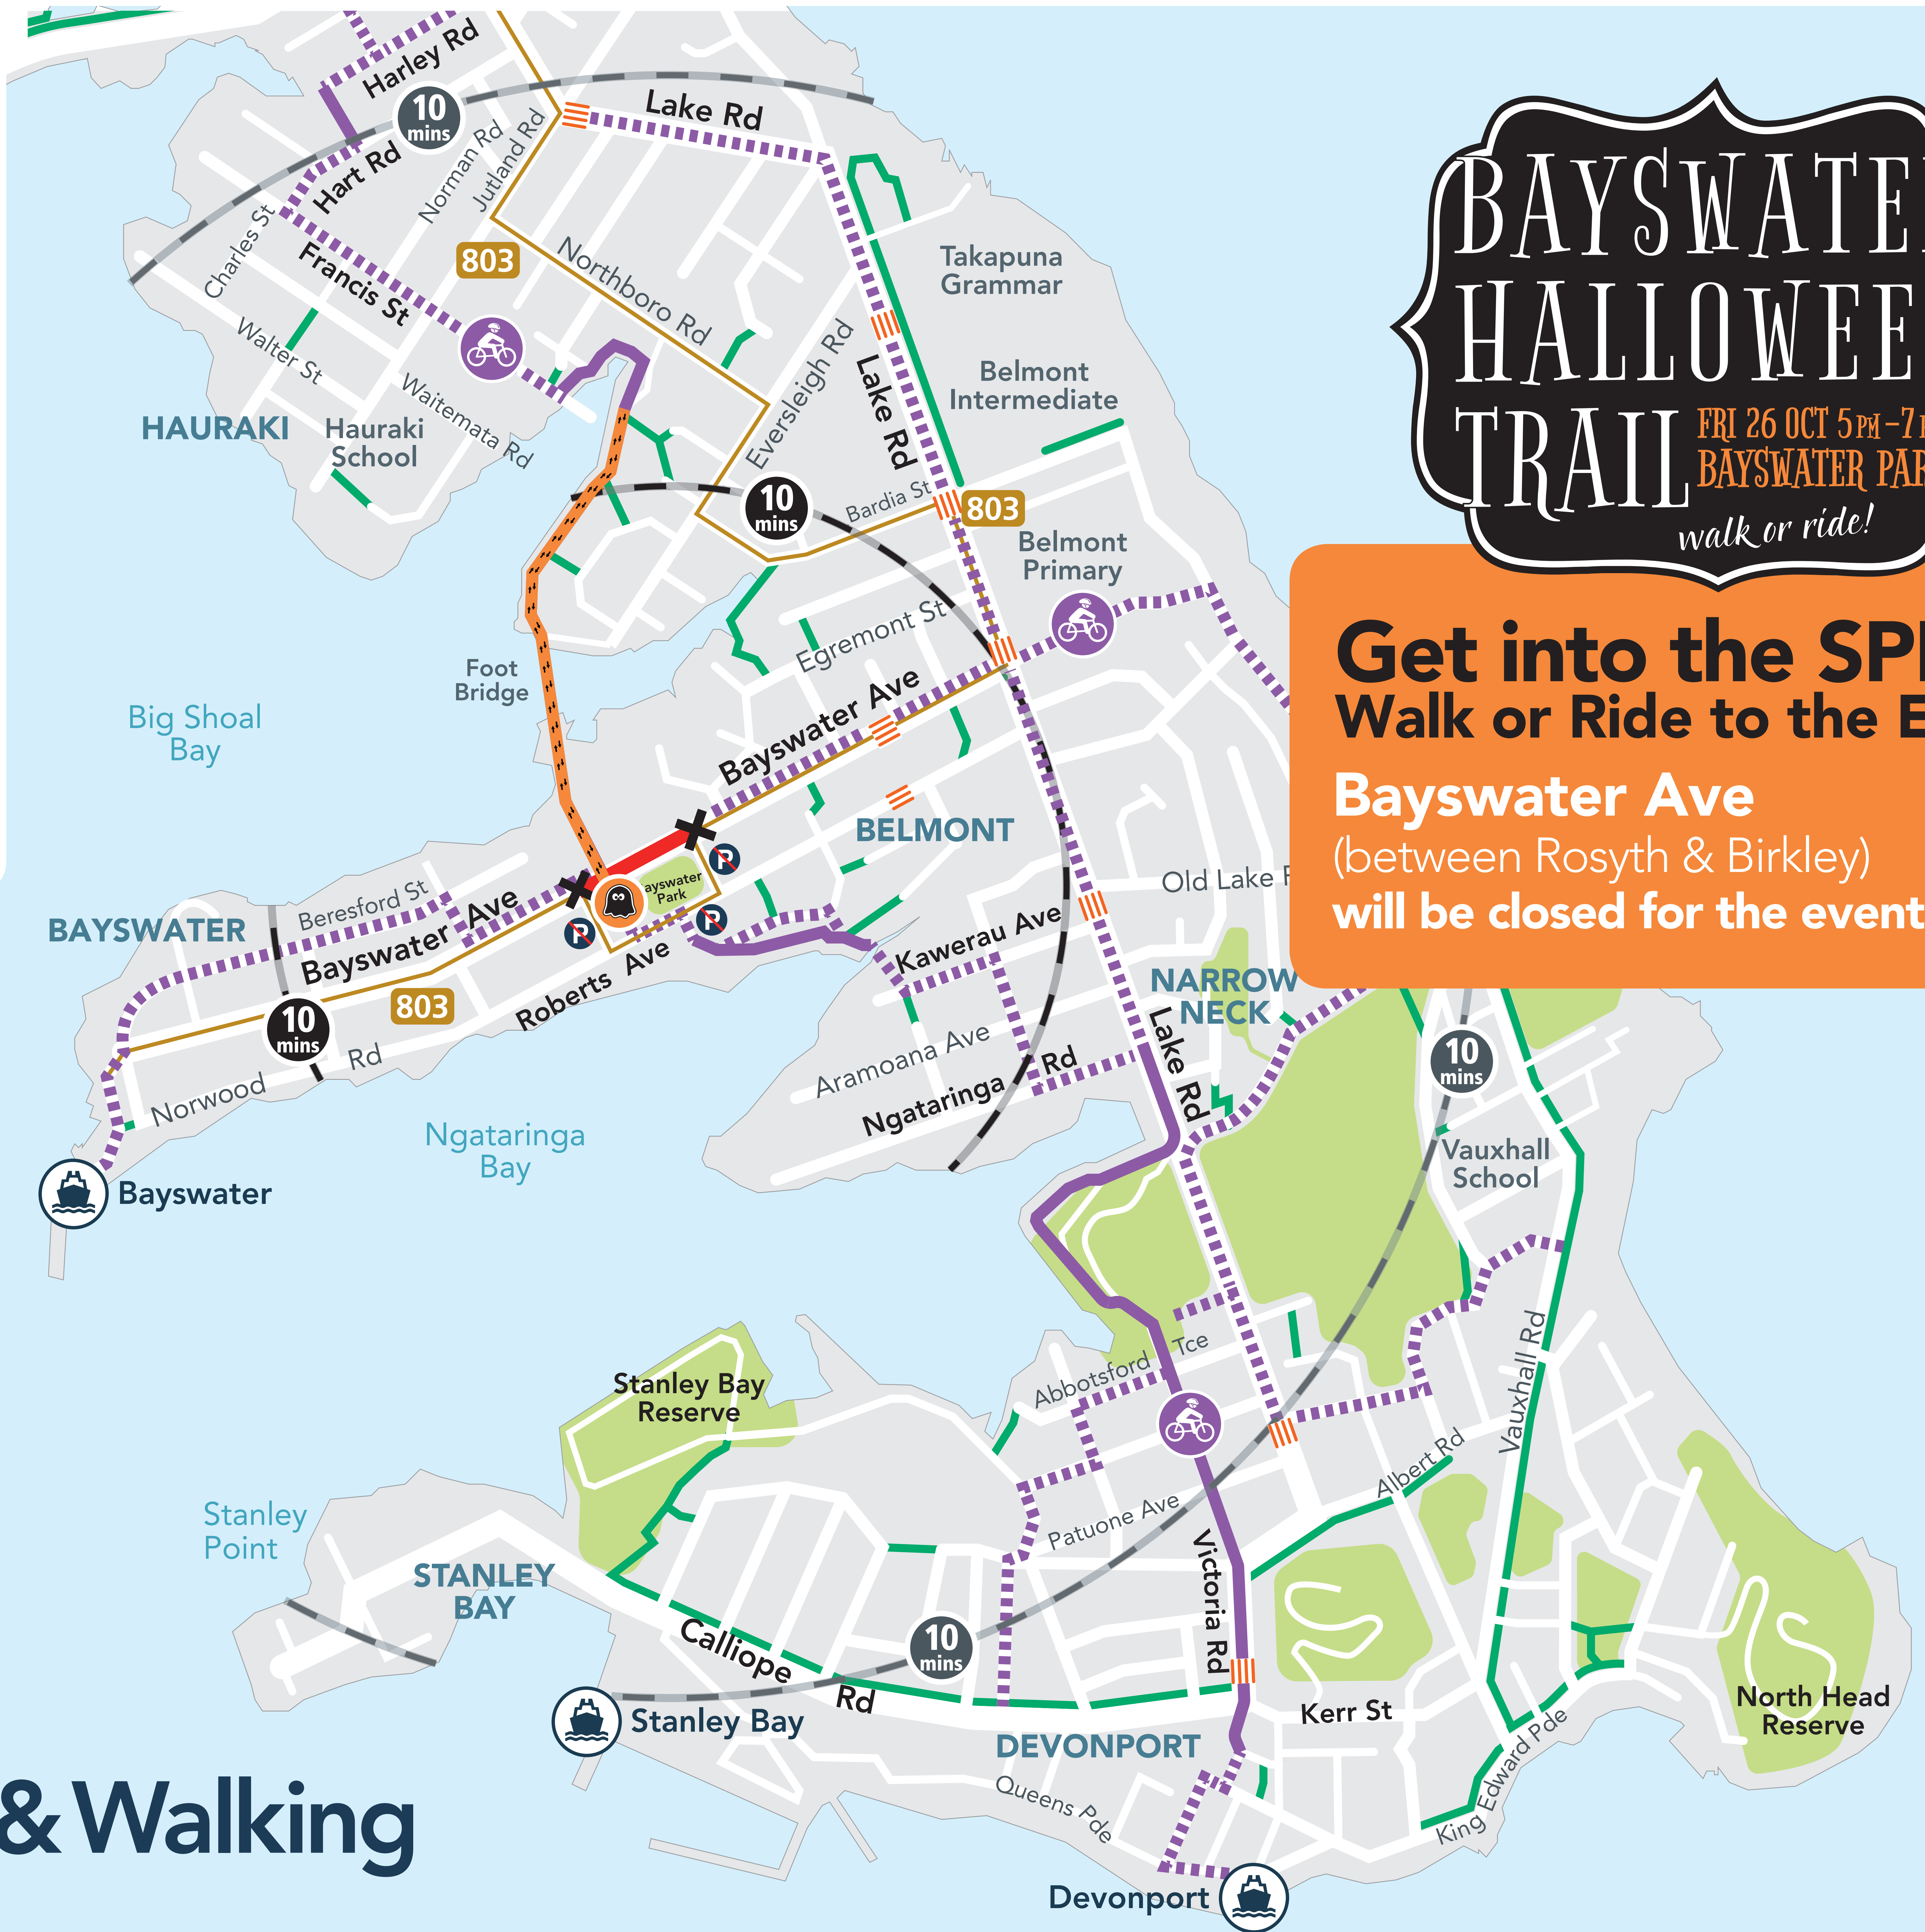 Harley Rd
10
mins
Hart Rd
Norman Rd
Jutland Rd
Lake Rd
Charles St
Francis St
803
Northboro Rd
Takapuna
Grammar
Walter St
Waitemata Rd
HAURAKI
Hauraki
School
Eversleigh Rd
Lake Rd
Belmont
Intermediate
10
mins
Bardia St
803
Belmont
Primary
Foot
Bridge
Egremont St
Big Shoal
Bay
Bayswater Ave
BELMONT
P
ayswater
Park
P
P
BAYSWATER
Beresford St
Bayswater Ave
803
10
mins
Roberts Ave
Norwood Rd
Ngataringa
Bay
Bayswater
Kawerau Ave
Old Lake
NARROW
NECK
Aramoana Ave
Ngataringa Rd
Lake Rd
10
mins
Vauxhall
School
BAYSWATE
HALLOWEE
TRAIL
FRI 26 OCT 5PM-7
BAYSWATER PA
walk or ride!
Get into the SP
Walk or Ride to the E
Bayswater Ave
(between Rosyth & Birkley)
will be closed for the event
Stanley Bay
Reserve
Abbotsford Tce
Vauxhall Rd
Albert Rd
Patuone Ave
Stanley
Point
STANLEY
BAY
Victoria Rd
Calliope Rd
10
mins
Stanley Bay
Kerr St
DEVONPORT
North Head
Reserve
Queens Pde
King Edward Pde
Devonport
& Walking